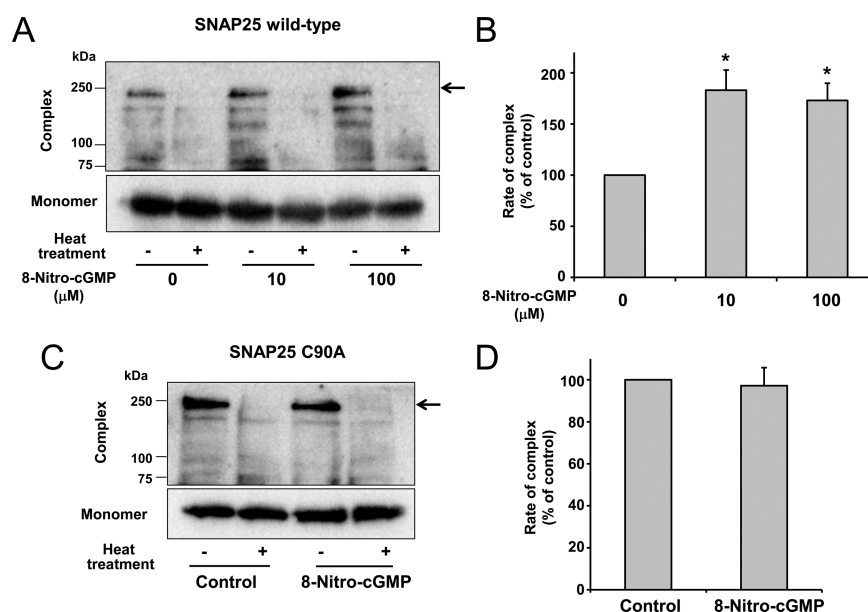 A
SNAP25 wild-type
kDa
250
100
75
Complex
Monomer
Heat treatment
- + - + - +
8-Nitro-cGMP (μM)
0 10 100
B
Rate of complex (% of control)
200
150
100
50
0
* *
8-Nitro-cGMP (μM)
0 10 100
C
SNAP25 C90A
kDa
250
100
75
Complex
Monomer
Heat treatment
- + - +
Control 8-Nitro-cGMP
D
Rate of complex (% of control)
100
80
60
40
20
0
Control 8-Nitro-cGMP